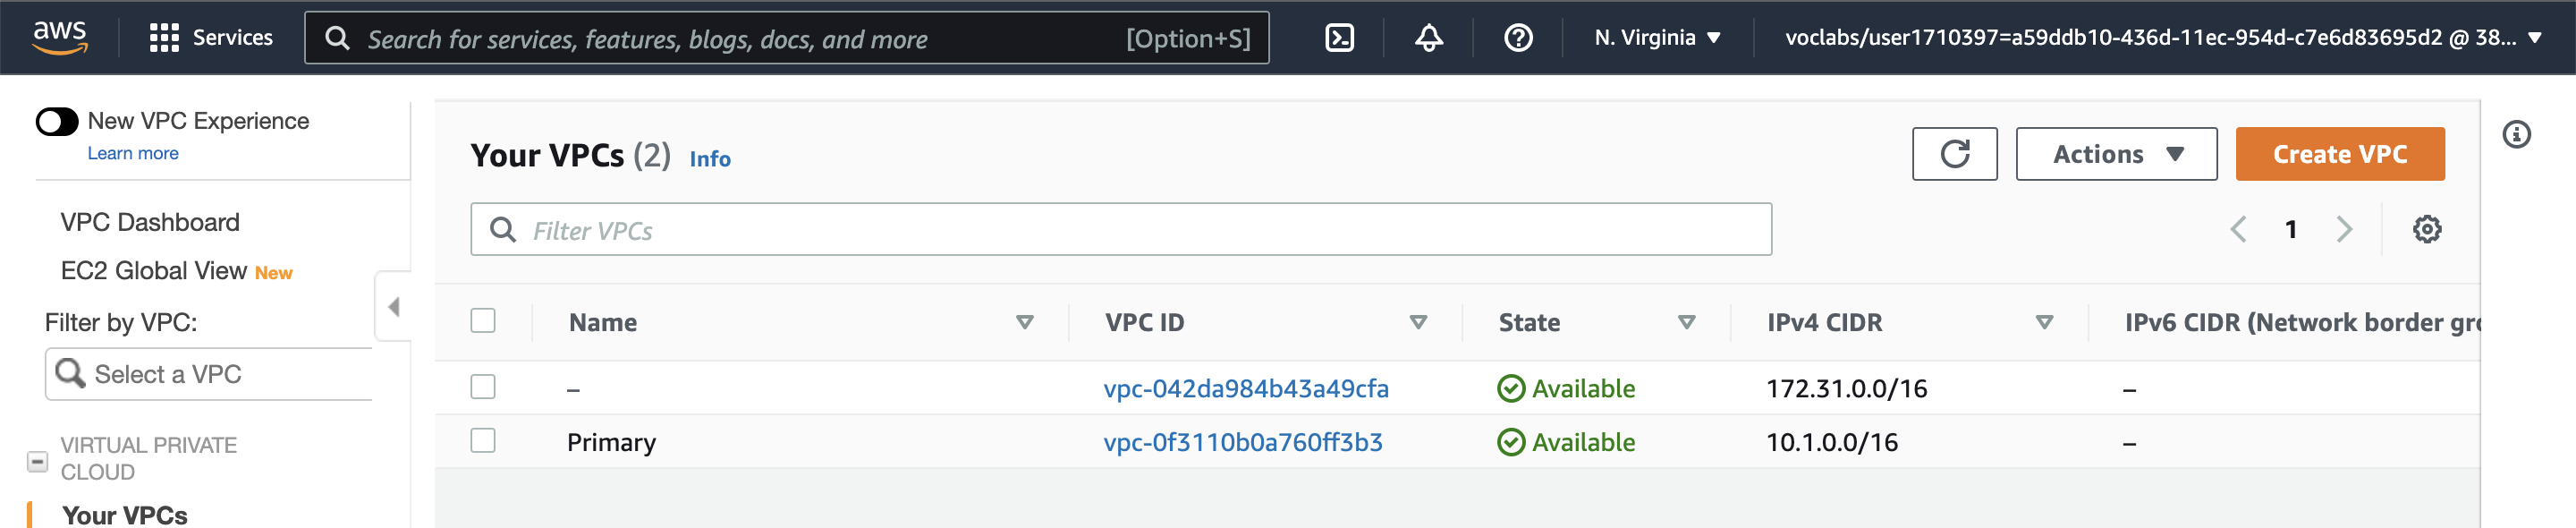 aws Services Search for services, features, blogs, docs, and more [Option+S] N. Virginia voclabs/user1710397=a59ddb10-436d-11ec-954d-c7e6d83695d2 @ 38...
New VPC Experience
Learn more
VPC Dashboard
EC2 Global View New
Filter by VPC:
Select a VPC
VIRTUAL PRIVATE
CLOUD
Your VPCs
Your VPCs (2) Info
Actions
Create VPC
Filter VPCs
1
Name VPC ID State IPv4 CIDR IPv6 CIDR (Network border gro
– vpc-042da984b43a49cfa Available 172.31.0.0/16 –
Primary vpc-0f3110b0a760ff3b3 Available 10.1.0.0/16 –